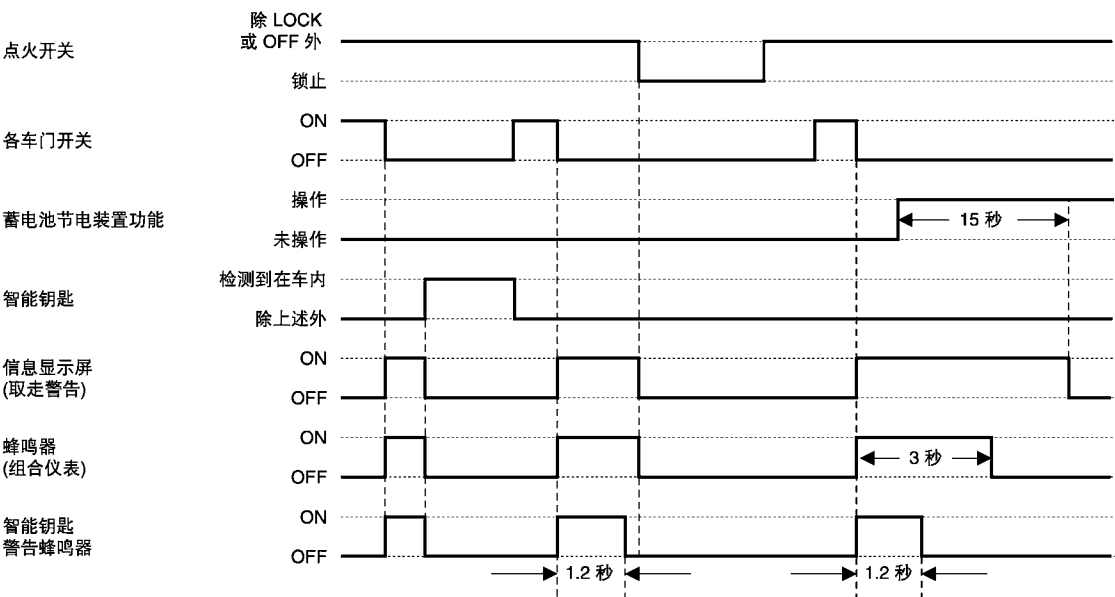 点火开关
除 LOCK
或 OFF 外
锁止
各车门开关
ON
OFF
蓄电池节电装置功能
操作
未操作
15 秒
智能钥匙
检测到在车内
除上述外
信息显示屏
(取走警告)
ON
OFF
蜂鸣器
(组合仪表)
ON
OFF
3 秒
智能钥匙
警告蜂鸣器
ON
OFF
1.2 秒
1.2 秒